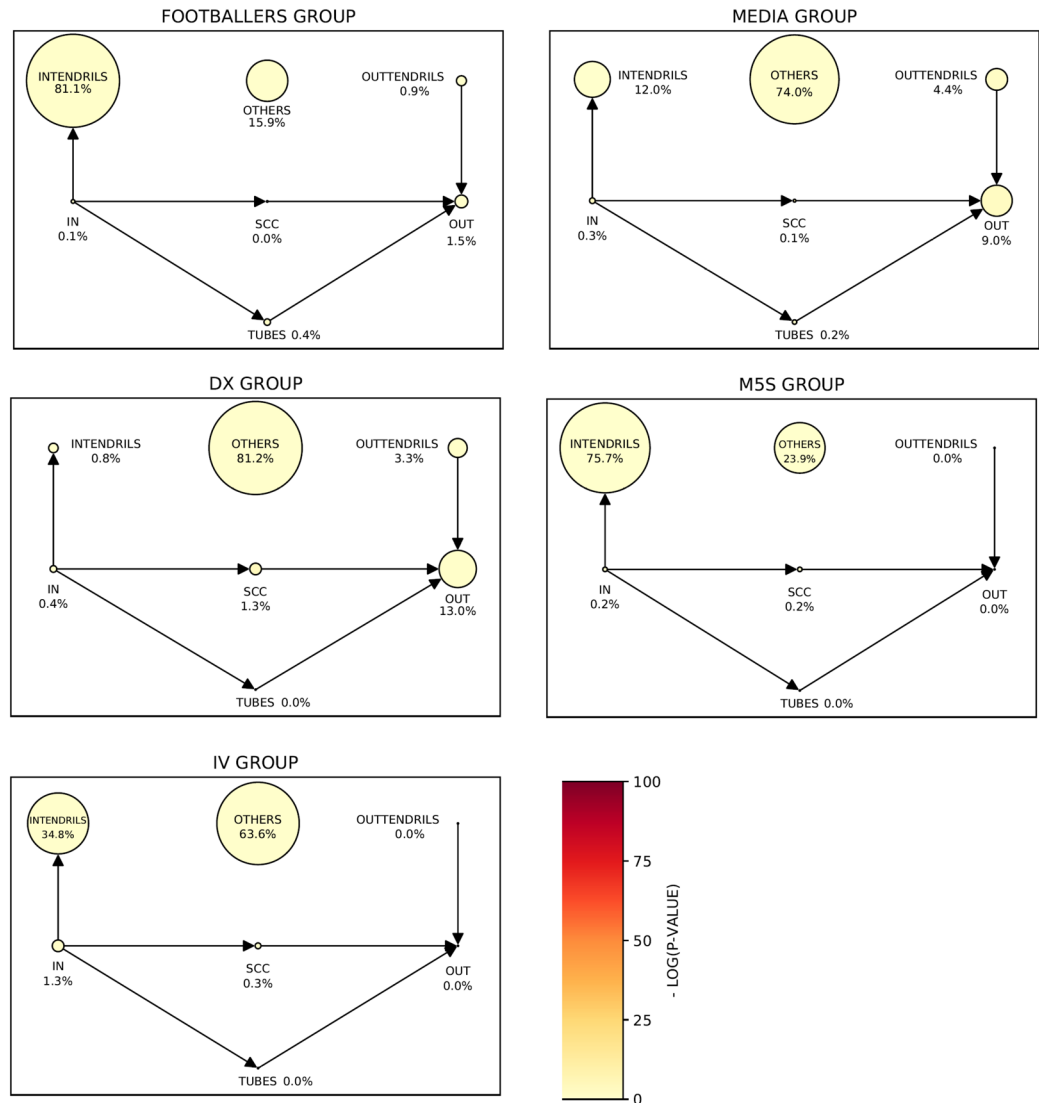 FOOTBALLERS GROUP
INTENDRILS
81.1%
OTHERS
15.9%
OUTTENDRILS
0.9%
IN
0.1%
SCC
0.0%
OUT
1.5%
TUBES 0.4%
MEDIA GROUP
INTENDRILS
12.0%
OTHERS
74.0%
OUTTENDRILS
4.4%
IN
0.3%
SCC
0.1%
OUT
9.0%
TUBES 0.2%
DX GROUP
INTENDRILS
0.8%
OTHERS
81.2%
OUTTENDRILS
3.3%
IN
0.4%
SCC
1.3%
OUT
13.0%
TUBES 0.0%
M5S GROUP
INTENDRILS
75.7%
OTHERS
23.9%
OUTTENDRILS
0.0%
IN
0.2%
SCC
0.2%
OUT
0.0%
TUBES 0.0%
IV GROUP
INTENDRILS
34.8%
OTHERS
63.6%
OUTTENDRILS
0.0%
IN
1.3%
SCC
0.3%
OUT
0.0%
TUBES 0.0%
100
75
50
25
0
- LOG(P-VALUE)